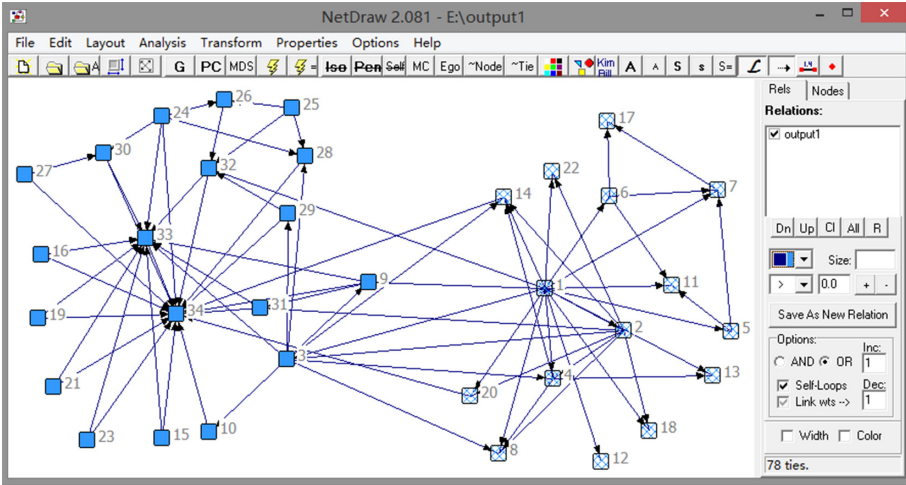 NetDraw 2.081 - E:\output1
File Edit Layout Analysis Transform Properties Options Help
A G PC MDS = Iso Pen Self MC Ego ~Node ~Tie Kim Bill A A S s S= L LN
Rels Nodes
Relations:
output1
Dn Up Cl All R
Size:
> 0.0 + -
Save As New Relation
Options:
AND OR Inc:
1
Self-Loops Dec:
Link wts --> 1
Width Color
78 ties.
26
25
24
17
30
28
22
27
32
6
7
14
29
33
16
9
11
1
31
34
19
2
5
3
4
13
21
20
10
18
23
15
8
12